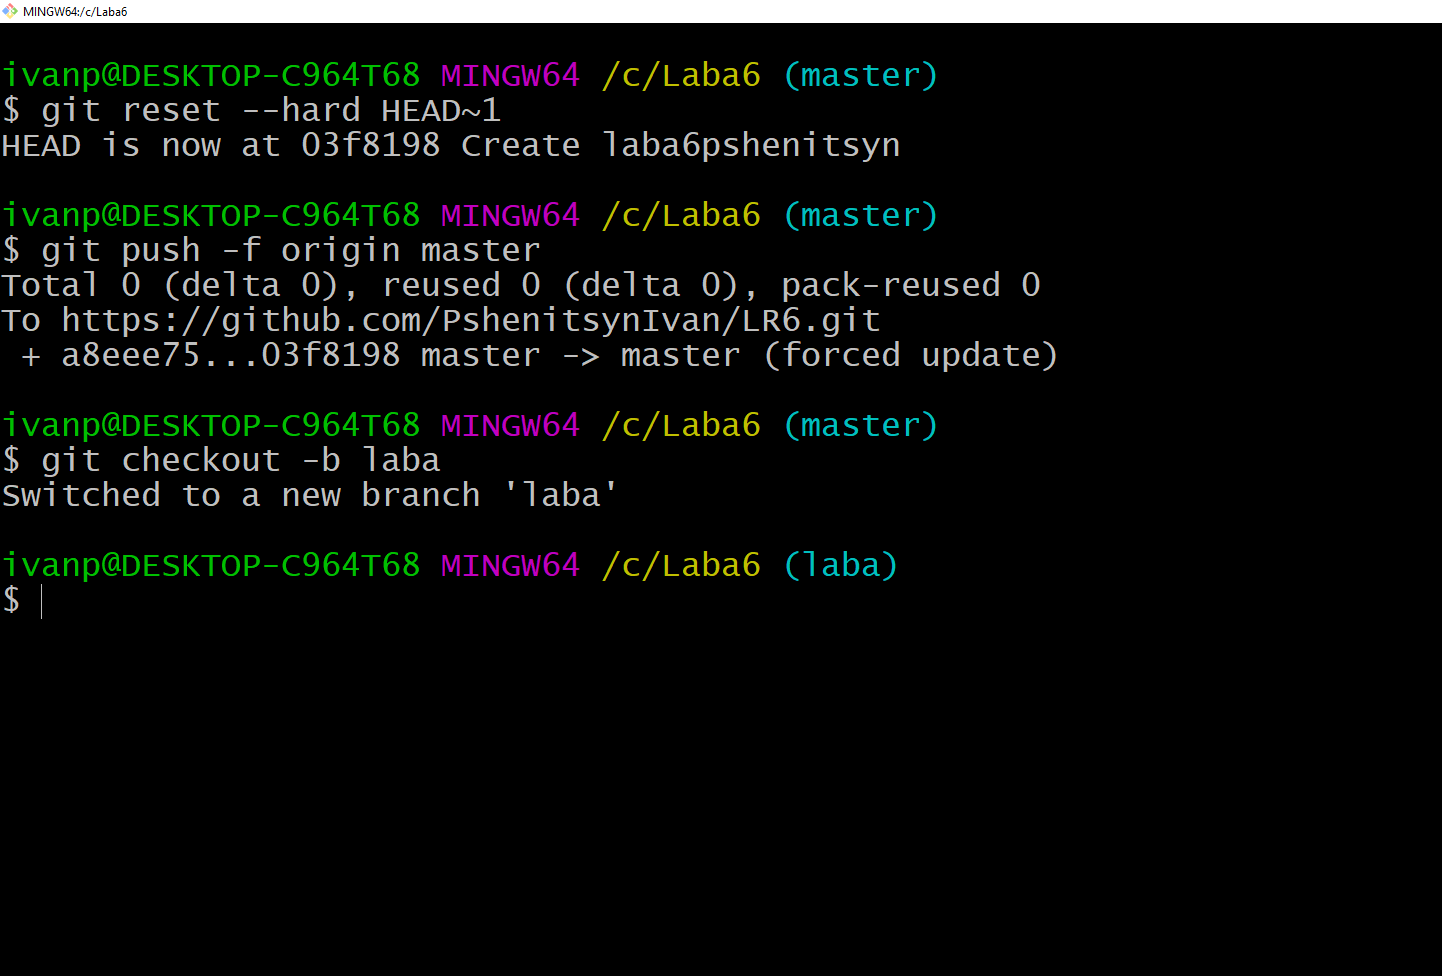 MINGW64:/c/Laba6
ivanp@DESKTOP-C964T68 MINGW64 /c/Laba6 (master)
$ git reset --hard HEAD~1
HEAD is now at 03f8198 Create laba6pshenitsyn
ivanp@DESKTOP-C964T68 MINGW64 /c/Laba6 (master)
$ git push -f origin master
Total 0 (delta 0), reused 0 (delta 0), pack-reused 0
To https://github.com/PshenitsynIvan/LR6.git
 + a8eee75...03f8198 master -> master (forced update)
ivanp@DESKTOP-C964T68 MINGW64 /c/Laba6 (master)
$ git checkout -b laba
Switched to a new branch 'laba'
ivanp@DESKTOP-C964T68 MINGW64 /c/Laba6 (laba)
$